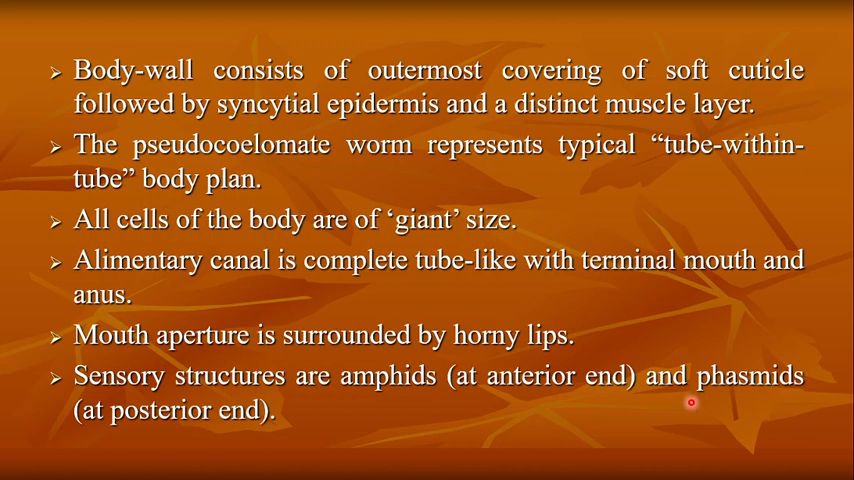 ➢ Body-wall consists of outermost covering of soft cuticle
followed by syncytial epidermis and a distinct muscle layer.
➢ The pseudocoelomate worm represents typical “tube-within-
tube” body plan.
➢ All cells of the body are of ‘giant’ size.
➢ Alimentary canal is complete tube-like with terminal mouth and
anus.
➢ Mouth aperture is surrounded by horny lips.
➢ Sensory structures are amphids (at anterior end) and phasmids
(at posterior end).